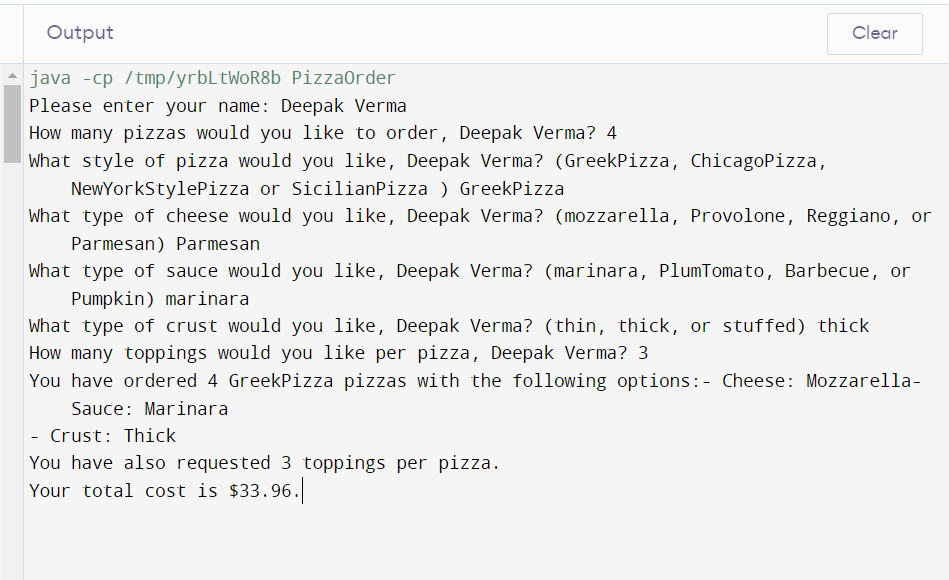 Output
Clear
java -cp /tmp/yrbLtWoR8b PizzaOrder
Please enter your name: Deepak Verma
How many pizzas would you like to order, Deepak Verma? 4
What style of pizza would you like, Deepak Verma? (GreekPizza, ChicagoPizza,
NewYorkStylePizza or SicilianPizza ) GreekPizza
What type of cheese would you like, Deepak Verma? (mozzarella, Provolone, Reggiano, or
Parmesan) Parmesan
What type of sauce would you like, Deepak Verma? (marinara, PlumTomato, Barbecue, or
Pumpkin) marinara
What type of crust would you like, Deepak Verma? (thin, thick, or stuffed) thick
How many toppings would you like per pizza, Deepak Verma? 3
You have ordered 4 GreekPizza pizzas with the following options:- Cheese: Mozzarella-
Sauce: Marinara
- Crust: Thick
You have also requested 3 toppings per pizza.
Your total cost is $33.96.